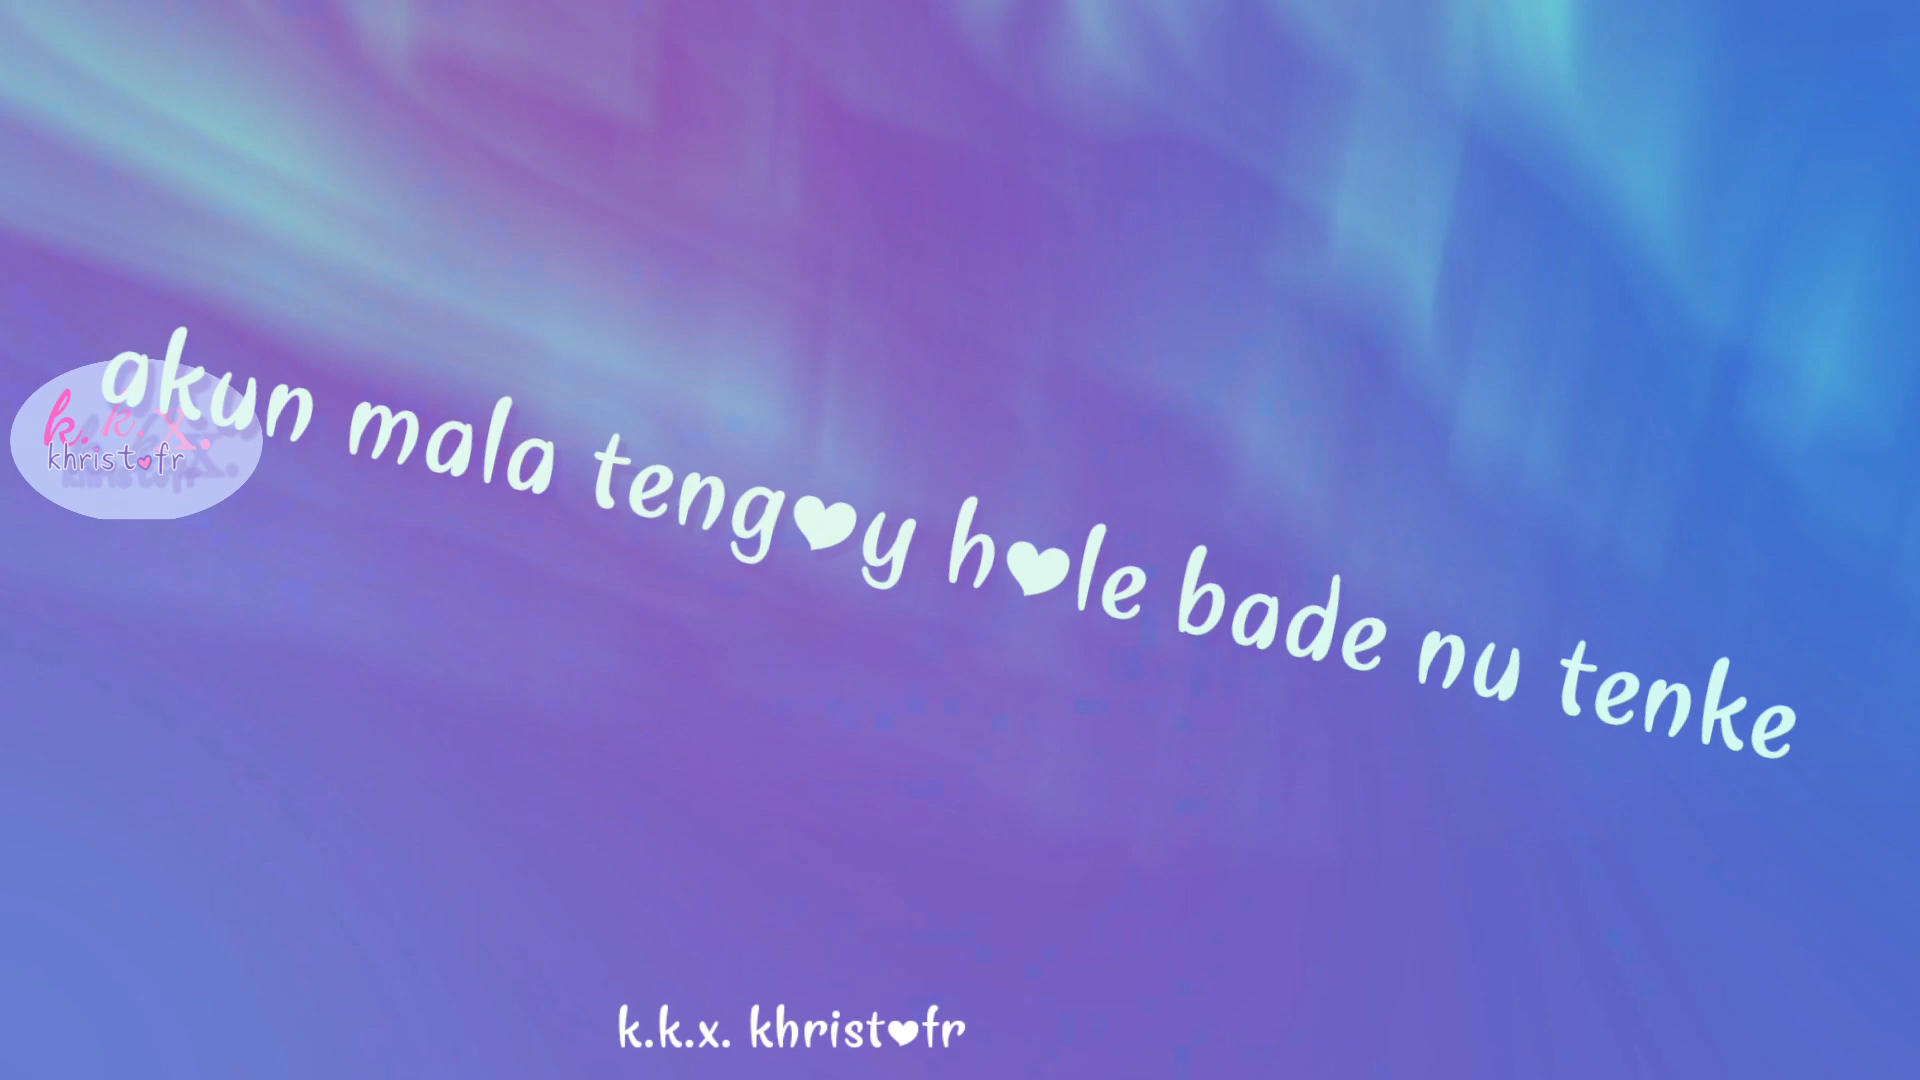 akun mala teng♥y h♥le bade nu tenke
k.k.x.
khrist♥fr
k.k.x. khrist♥fr